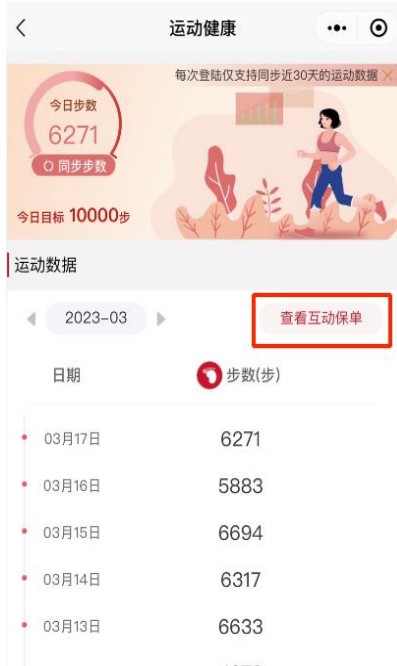 运动健康
每次登陆仅支持同步近30天的运动数据
今日步数
6271
同步步数
今日目标 10000步
运动数据
2023-03
查看互动保单
日期 步数(步)
03月17日 6271
03月16日 5883
03月15日 6694
03月14日 6317
03月13日 6633